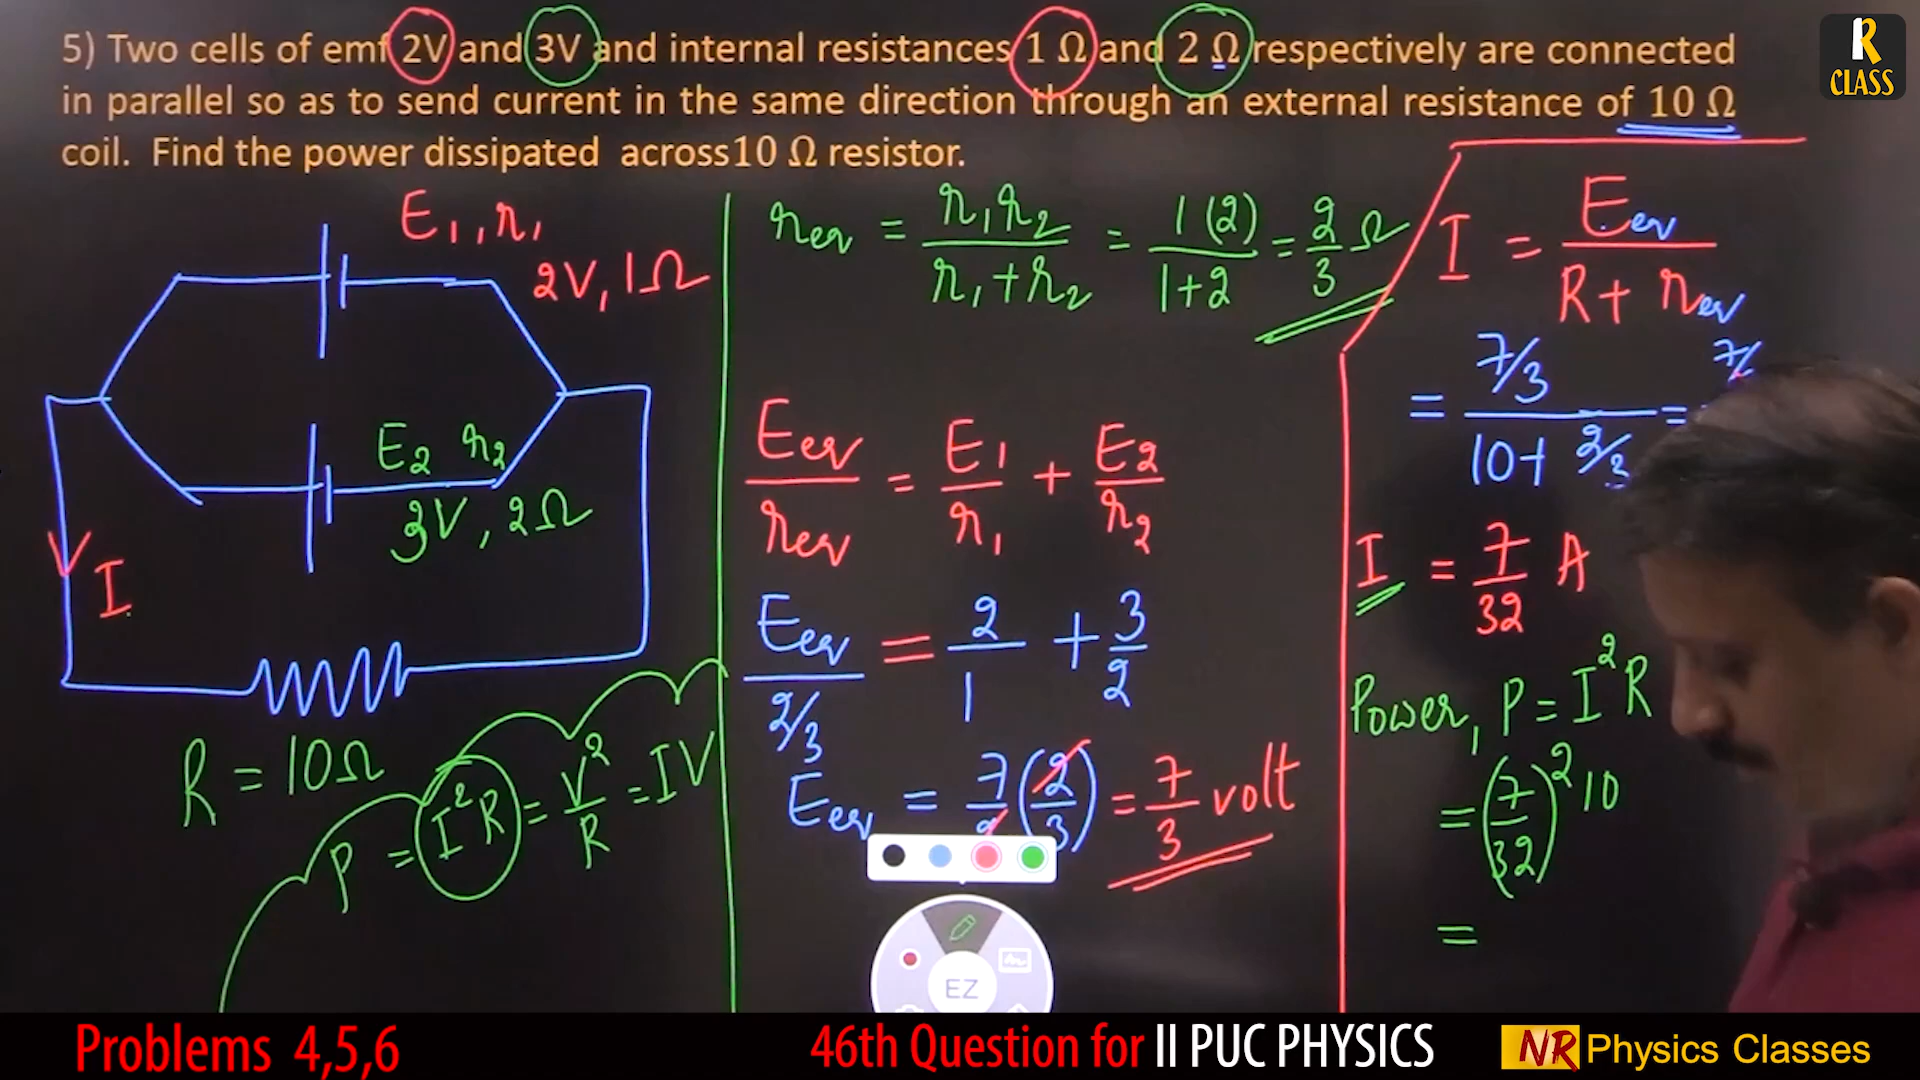 5) Two cells of emf 2V and 3V and internal resistances 1 Ω and 2 Ω respectively are connected
in parallel so as to send current in the same direction through an external resistance of 10 Ω
coil. Find the power dissipated across10 Ω resistor.
R
CLASS
E₁, r₁
2V, 1Ω
E₂ r₂
3V, 2Ω
I
R = 10Ω
P = I²R = V²/R = IV
req = r₁r₂/(r₁+r₂) = 1(2)/(1+2) = 2/3 Ω
Eeq/req = E₁/r₁ + E₂/r₂
Eeq/(2/3) = 2/1 + 3/2
Eeq = 7/2 (2/3) = 7/3 volt
I = Eeq/(R + req)
= (7/3)/(10+ 2/3) =
I = 7/32 A
Power, P = I²R
= (7/32)² 10
=
EZ
Problems 4,5,6
46th Question for II PUC PHYSICS
NR Physics Classes